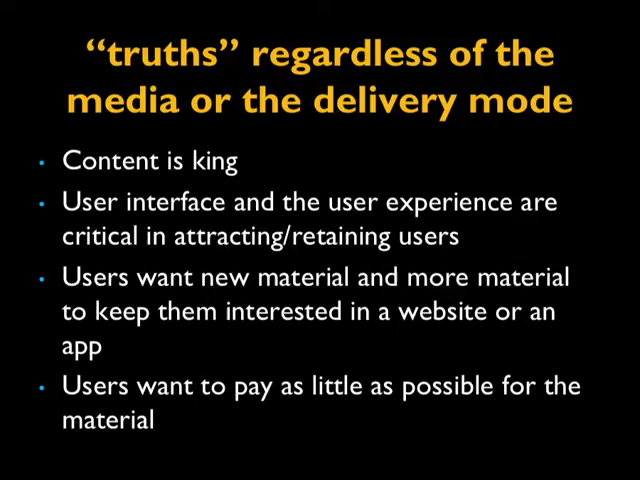 “truths” regardless of the
media or the delivery mode
• Content is king
• User interface and the user experience are
critical in attracting/retaining users
• Users want new material and more material
to keep them interested in a website or an
app
• Users want to pay as little as possible for the
material